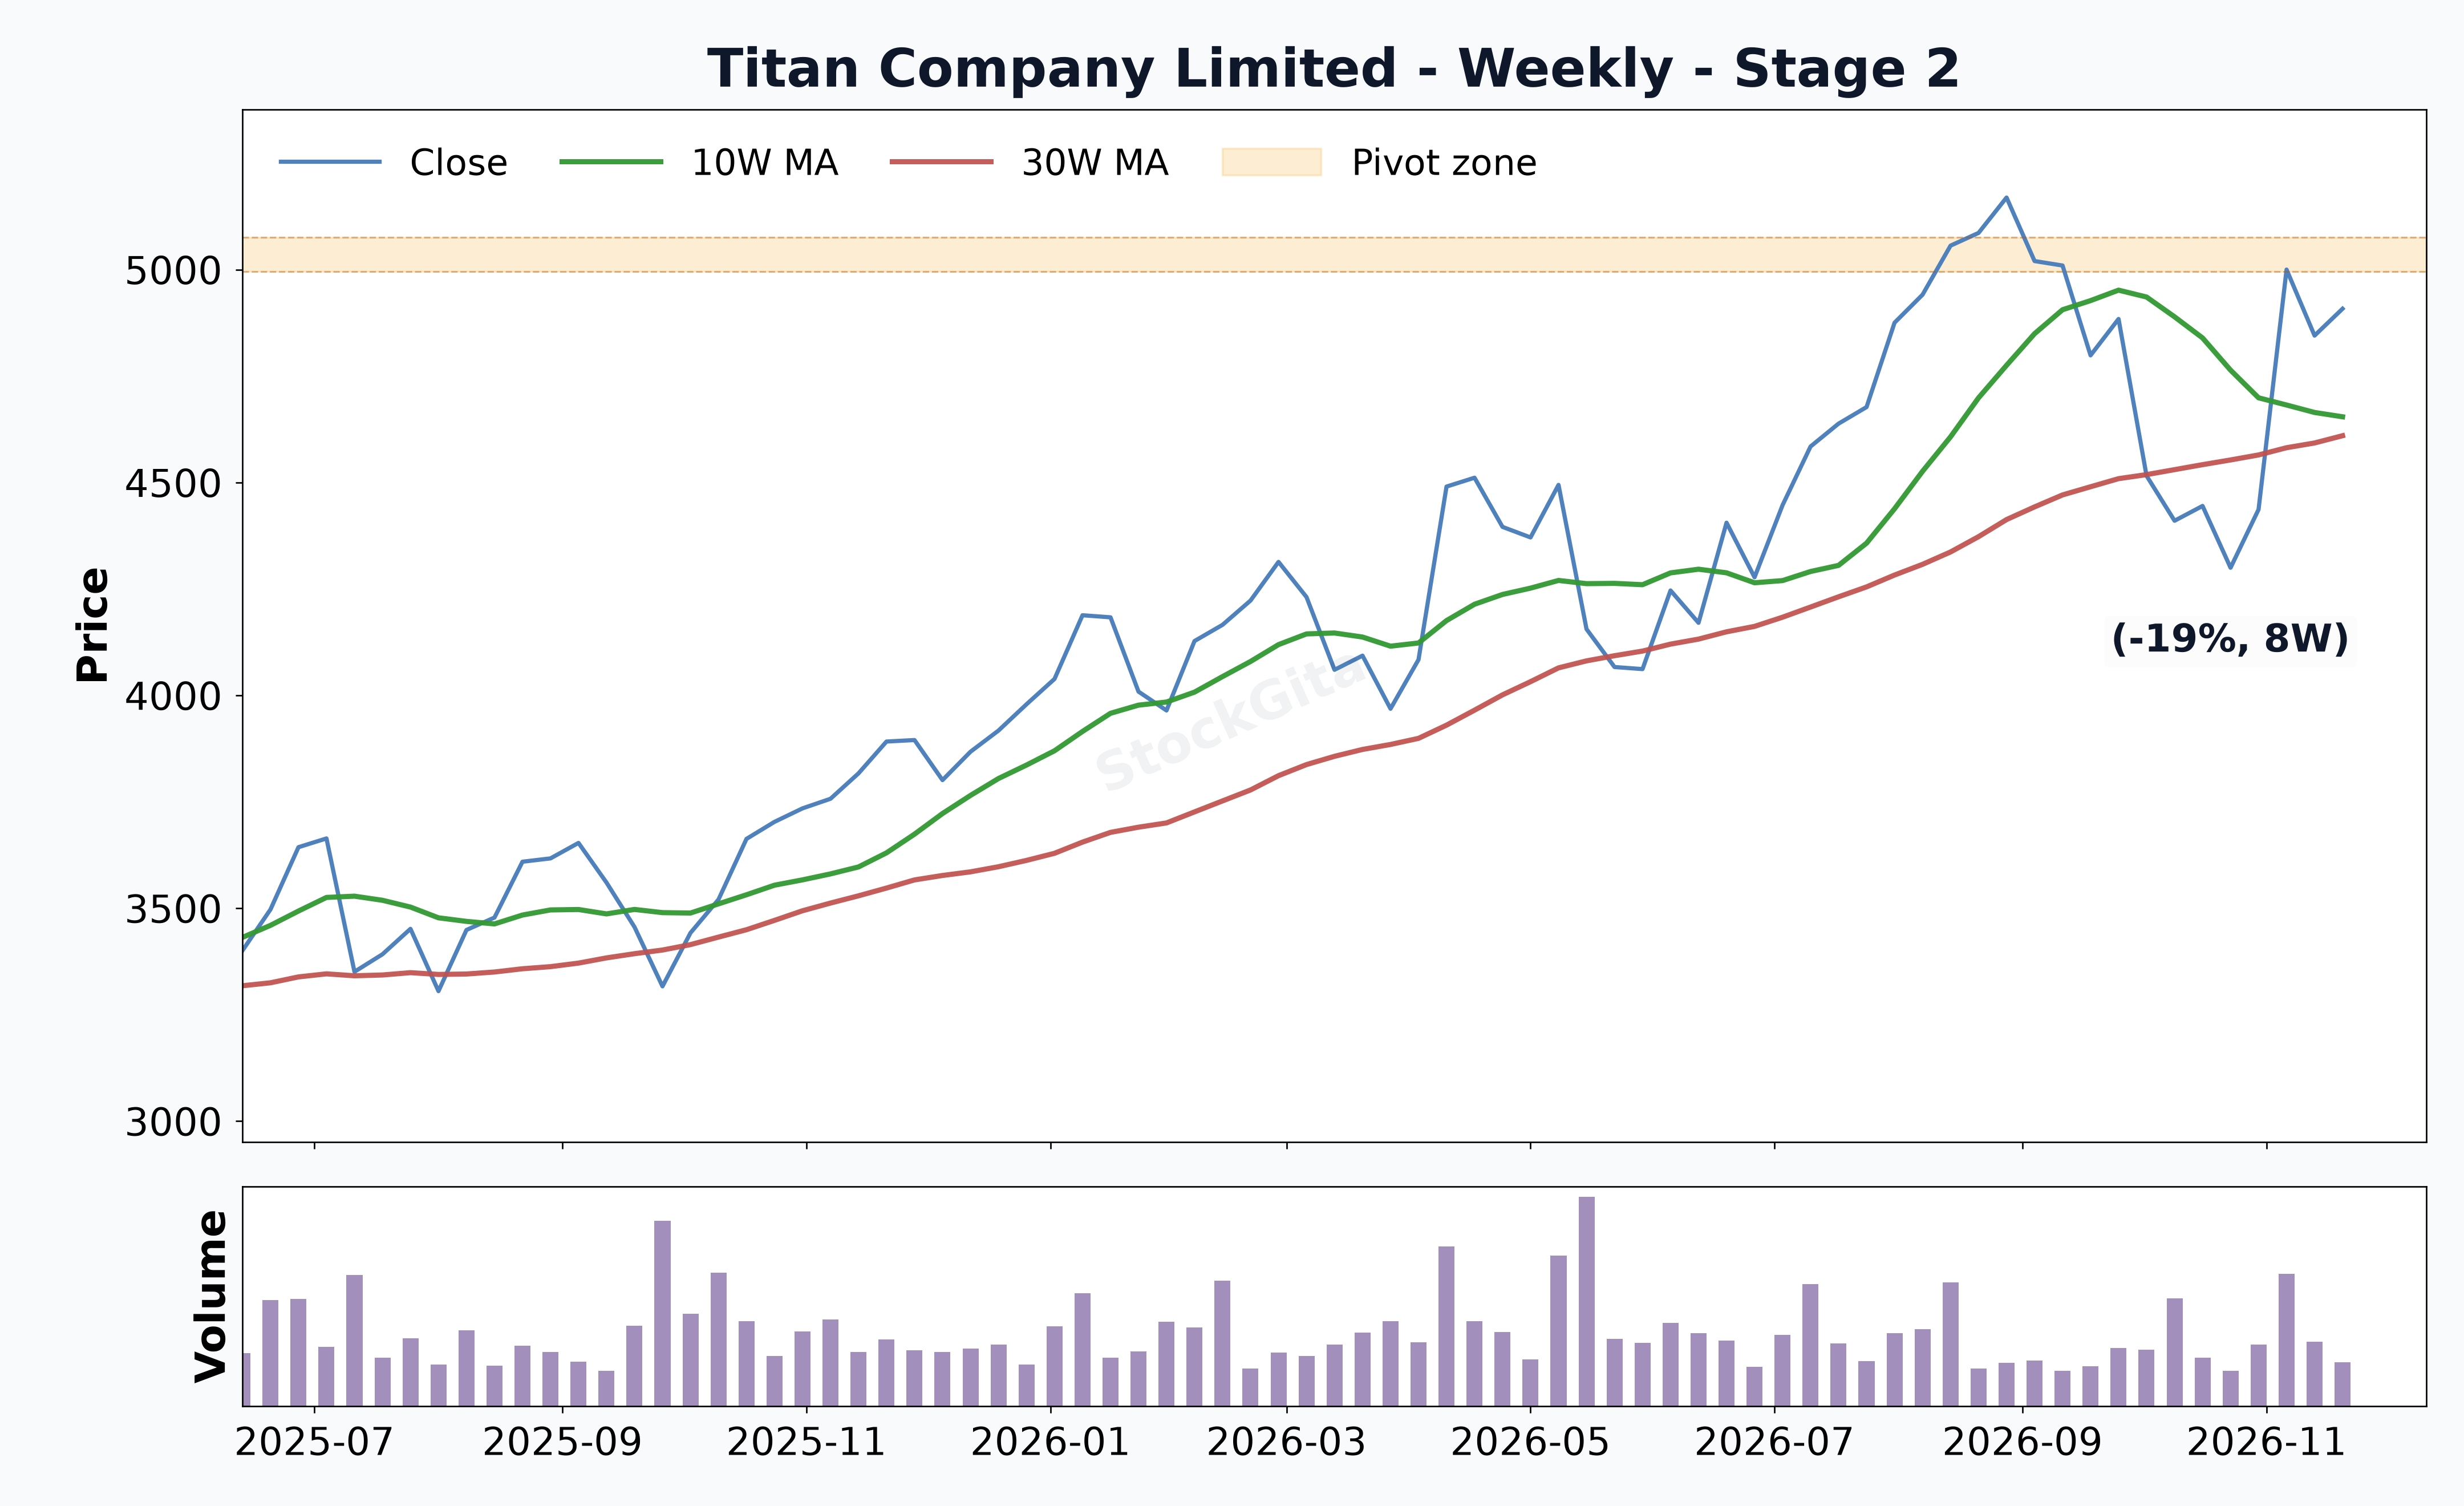 Titan Company Limited - Weekly - Stage 2
Close 10W MA 30W MA Pivot zone
5000
4500
4000
3500
3000
Price
(-19%, 8W)
StockGita
Volume
2025-07 2025-09 2025-11 2026-01 2026-03 2026-05 2026-07 2026-09 2026-11